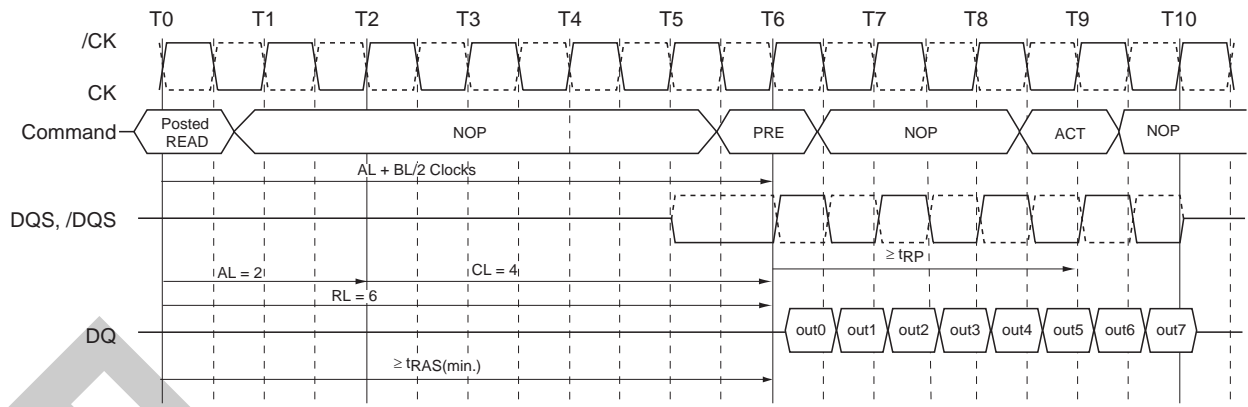 T0 T1 T2 T3 T4 T5 T6 T7 T8 T9 T10
/CK
CK
Command Posted READ NOP PRE NOP ACT NOP
AL + BL/2 Clocks
DQS, /DQS
≥ tRP
AL = 2 CL = 4
RL = 6
DQ out0 out1 out2 out3 out4 out5 out6 out7
≥ tRAS(min.)